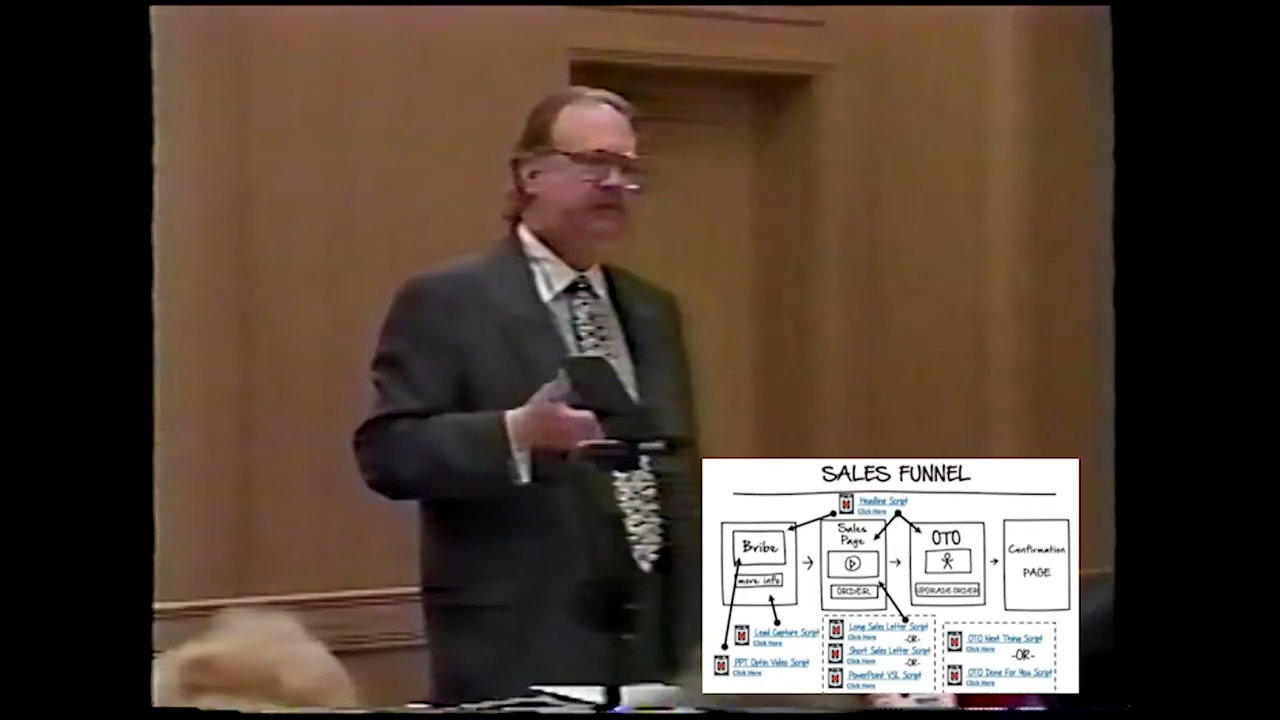 SALES FUNNEL
Headline Script
Click Here
Bribe
more info
Sales
Page
ORDER
OTO
UPGRADE ORDER
Confirmation
PAGE
Lead Capture Script
Click Here
PPT Optin Video Script
Click Here
Long Sales Letter Script
Click Here
-OR-
Short Sales Letter Script
Click Here
-OR-
PowerPoint VSL Script
Click Here
OTO Next Thing Script
Click Here
-OR-
OTO Done For You Script
Click Here